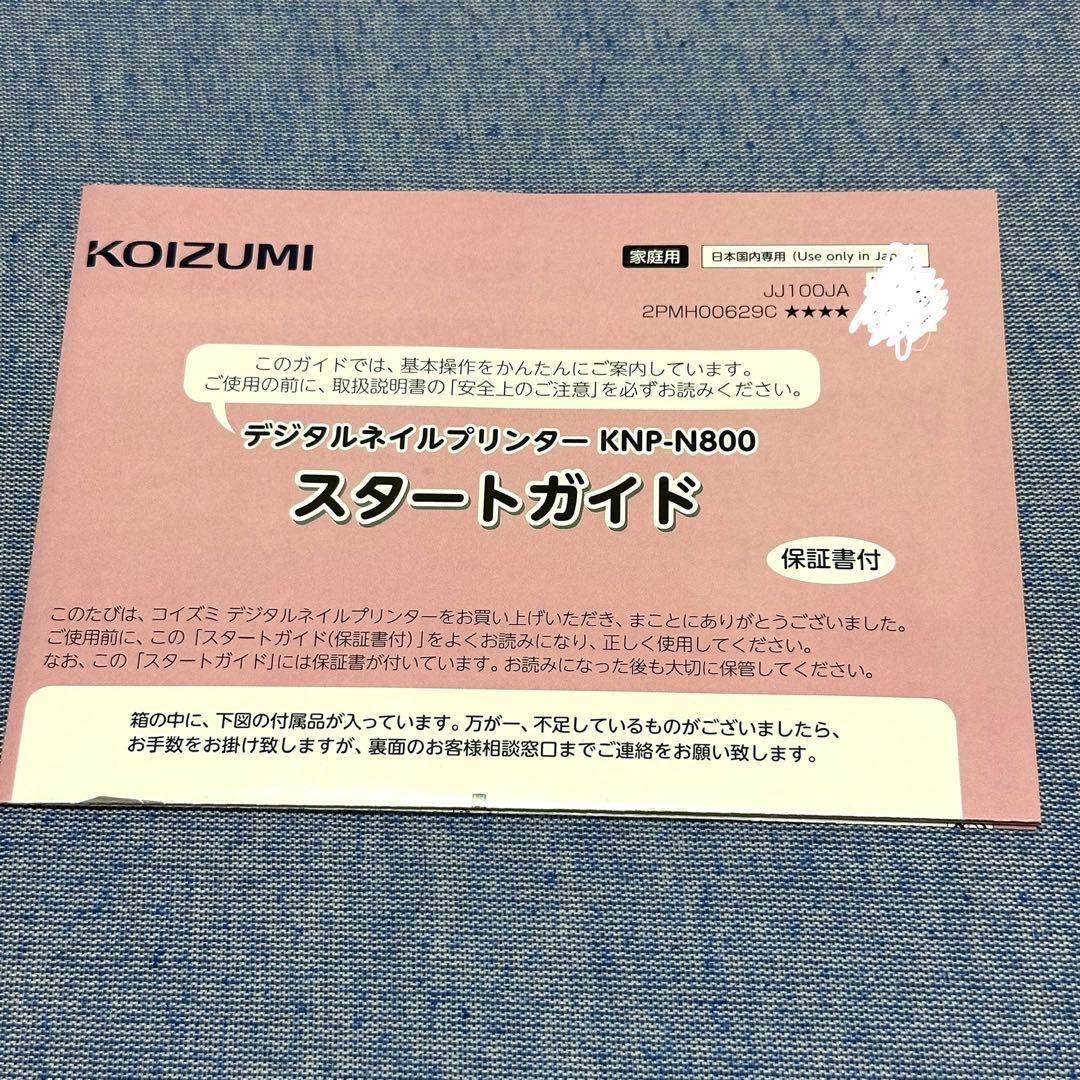 KOIZUMI
家庭用
日本国内専用 (Use only in
JJ100JA
2PMH00629C ★★★★
このガイドでは、基本操作をかんたんにご案内しています。
ご使用の前に、取扱説明書の「安全上のご注意」を必ずお読みください。
デジタルネイルプリンター KNP-N800
スタートガイド
保証書付
このたびは、コイズミ デジタルネイルプリンターをお買い上げいただき、まことにありがとうございました。
ご使用前に、この「スタートガイド(保証書付)」をよくお読みになり、正しく使用してください。
なお、この「スタートガイド」には保証書が付いています。お読みになった後も大切に保管してください。
箱の中に、下図の付属品が入っています。万が一、不足しているものがございましたら、
お手数をお掛け致しますが、裏面のお客様相談窓口までご連絡をお願い致します。